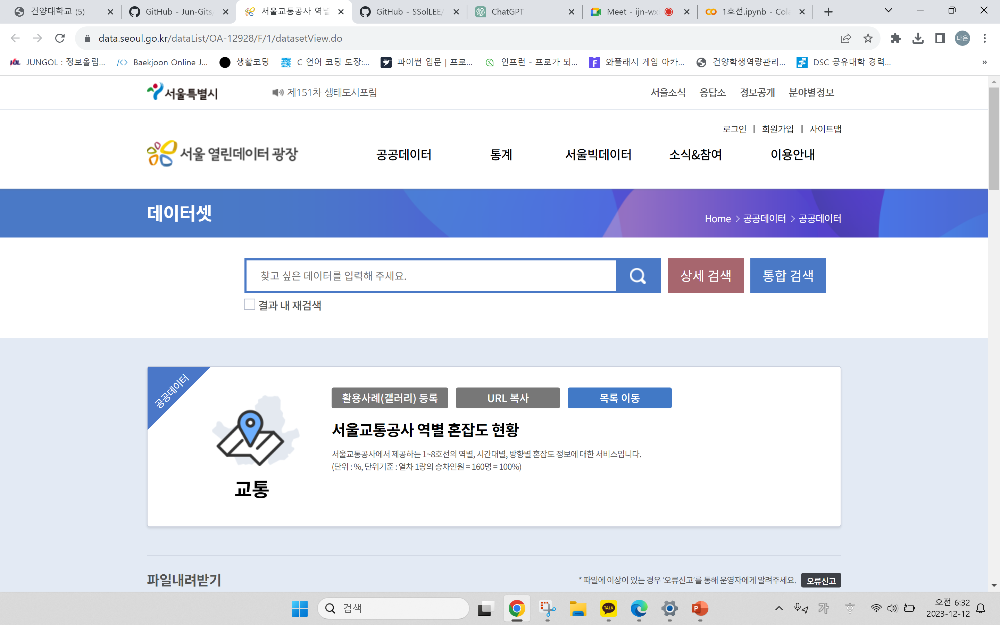 건양대학교 (5)
GitHub - Jun-Gits/
서울교통공사 역별
GitHub - SSolLEE/
ChatGPT
Meet - ijn-wxl
1호선.ipynb - Cola
data.seoul.go.kr/dataList/OA-12928/F/1/datasetView.do
나은
JUNGOL : 정보올림...
Baekjoon Online J...
생활코딩
C 언어 코딩 도장:...
파이썬 입문 | 프로...
인프런 - 프로가 되...
와플래시 게임 아카...
건양학생역량관리...
DSC 공유대학 경력...
»
서울특별시
제151차 생태도시포럼
서울소식
응답소
정보공개
분야별정보
로그인 | 회원가입 | 사이트맵
서울 열린데이터 광장
공공데이터
통계
서울빅데이터
소식&참여
이용안내
데이터셋
Home > 공공데이터 > 공공데이터
찾고 싶은 데이터를 입력해 주세요.
상세 검색
통합 검색
결과 내 재검색
공공데이터
활용사례(갤러리) 등록
URL 복사
목록 이동
서울교통공사 역별 혼잡도 현황
서울교통공사에서 제공하는 1~8호선의 역별, 시간대별, 방향별 혼잡도 정보에 대한 서비스입니다.
(단위 : %, 단위기준 : 열차 1량의 승차인원 = 160명 = 100%)
교통
파일내려받기
* 파일에 이상이 있는 경우 ‘오류신고’를 통해 운영자에게 알려주세요.
오류신고
검색
TALK
P
가
오전 6:32
2023-12-12